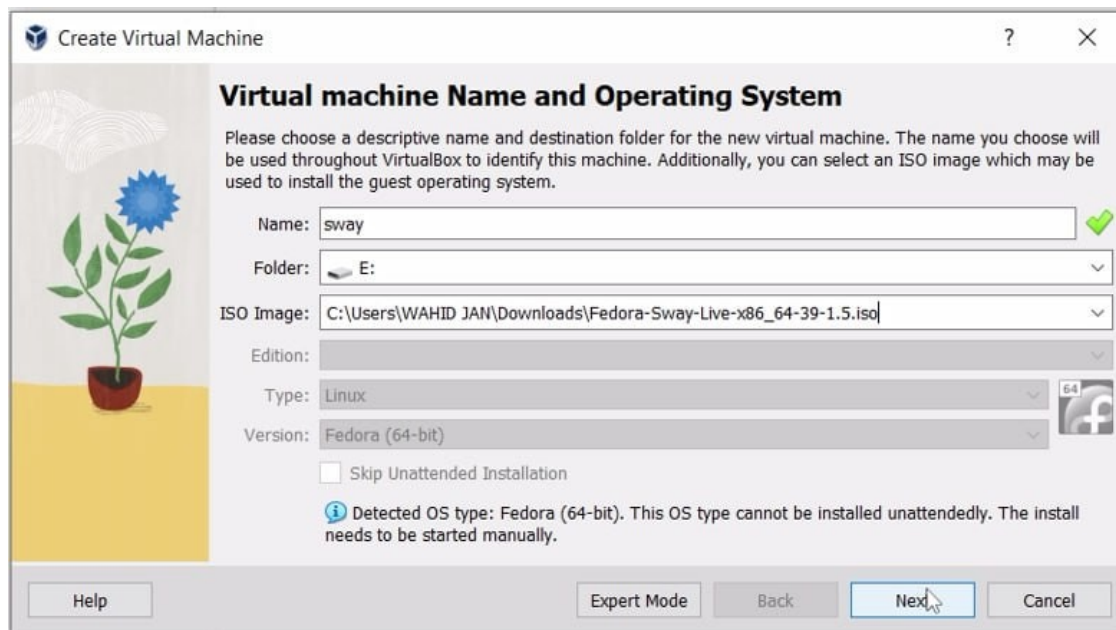 Create Virtual Machine
?
Virtual machine Name and Operating System
Please choose a descriptive name and destination folder for the new virtual machine. The name you choose will
be used throughout VirtualBox to identify this machine. Additionally, you can select an ISO image which may be
used to install the guest operating system.
Name: sway
Folder: E:
ISO Image: C:\Users\WAHID JAN\Downloads\Fedora-Sway-Live-x86_64-39-1.5.iso
Edition:
Type: Linux
64
Version: Fedora (64-bit)
Skip Unattended Installation
Detected OS type: Fedora (64-bit). This OS type cannot be installed unattendedly. The install
needs to be started manually.
Help Expert Mode Back Next Cancel